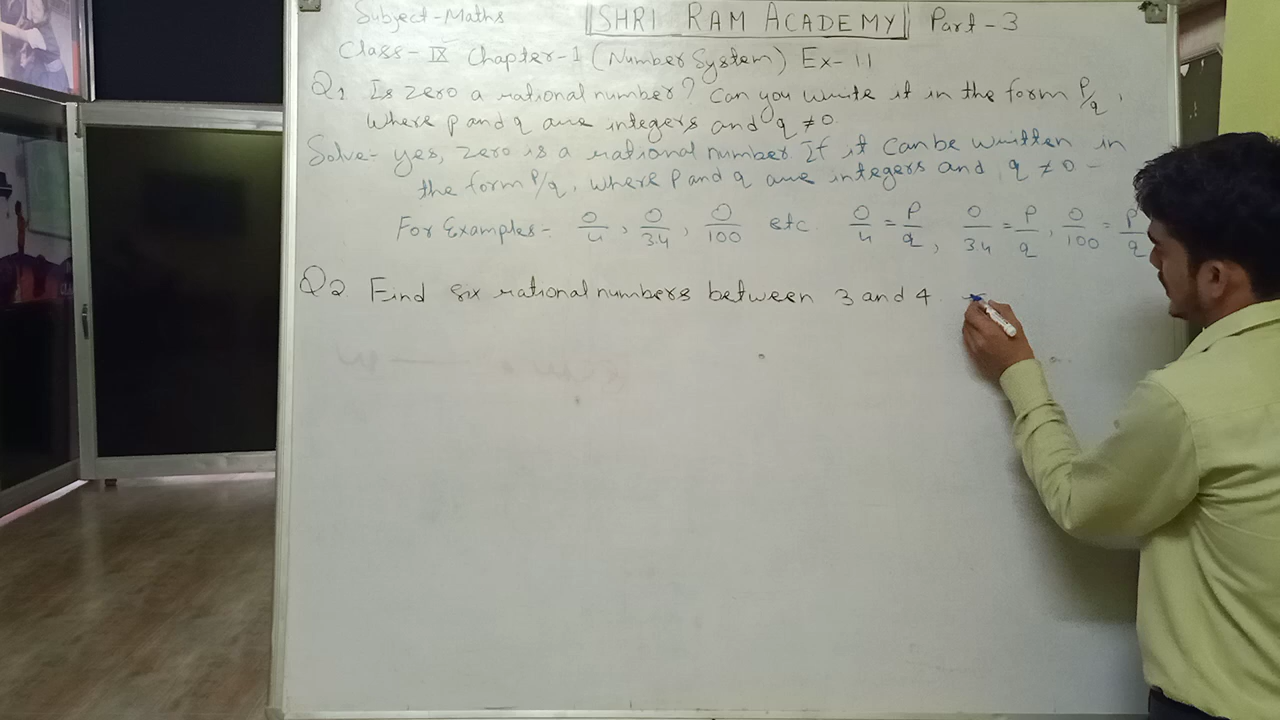 Subject-Maths SHRI RAM ACADEMY Part-3
Class-IX Chapter-1 (Number System) Ex-1.1
Q1 Is zero a rational number? Can you write it in the form P/q,
where p and q are integers and q ≠ 0.
Solve- yes, zero is a rational number If it can be written in
the form P/q, where P and q are integers and q ≠ 0 -
For Examples- 0/4, 0/34, 0/100 etc. 0/4 = P/q, 0/34 = P/q, 0/100 = P/q
Q2 Find six rational numbers between 3 and 4.